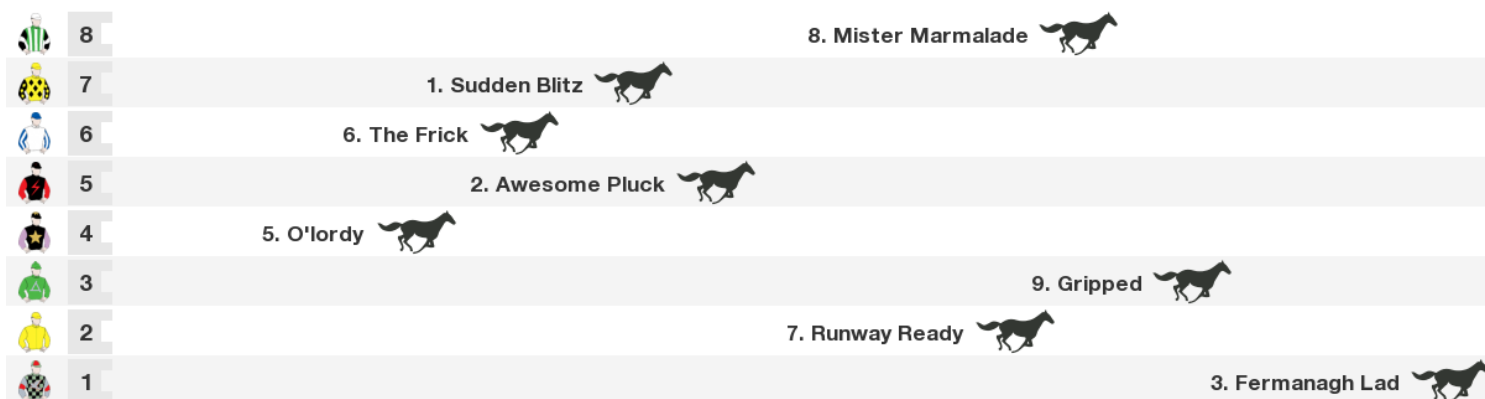 8 8. Mister Marmalade
7 1. Sudden Blitz
6 6. The Frick
5 2. Awesome Pluck
4 5. O'lordy
3 9. Gripped
2 7. Runway Ready
1 3. Fermanagh Lad